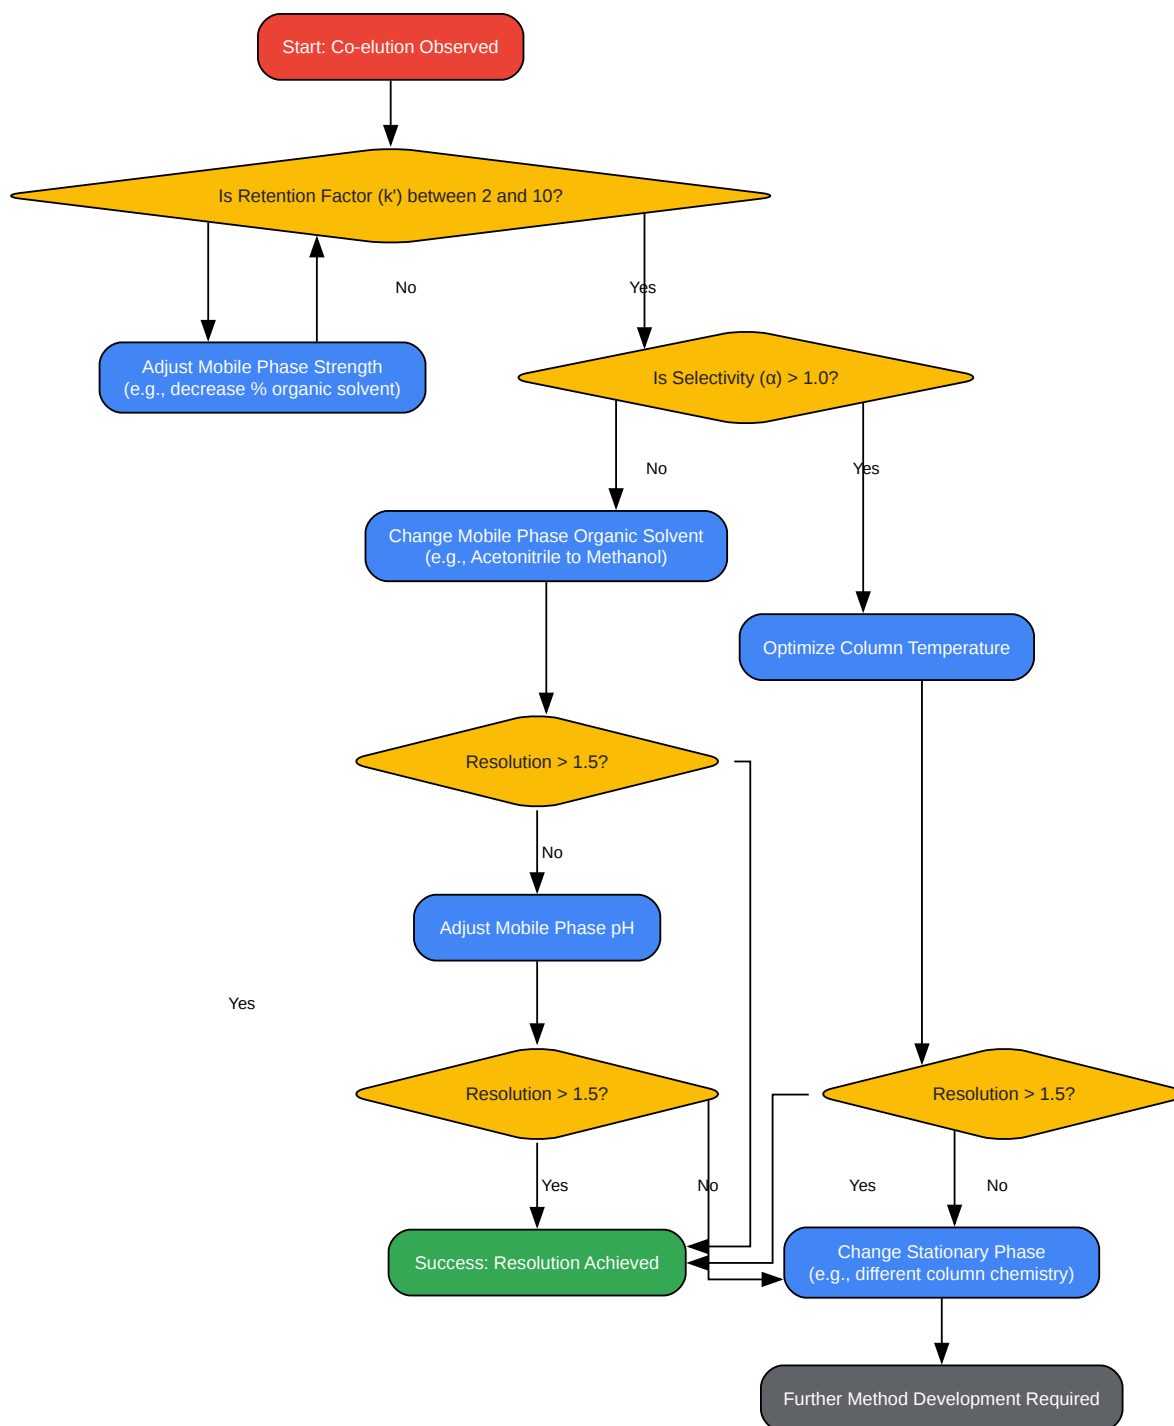 Start: Co-elution Observed
Is Retention Factor (k') between 2 and 10?
No
Yes
Adjust Mobile Phase Strength
(e.g., decrease % organic solvent)
Is Selectivity (α) > 1.0?
No
Yes
Change Mobile Phase Organic Solvent
(e.g., Acetonitrile to Methanol)
Optimize Column Temperature
Resolution > 1.5?
No
Adjust Mobile Phase pH
Yes
Resolution > 1.5?
Resolution > 1.5?
Yes
No
Yes
No
Success: Resolution Achieved
Change Stationary Phase
(e.g., different column chemistry)
Further Method Development Required